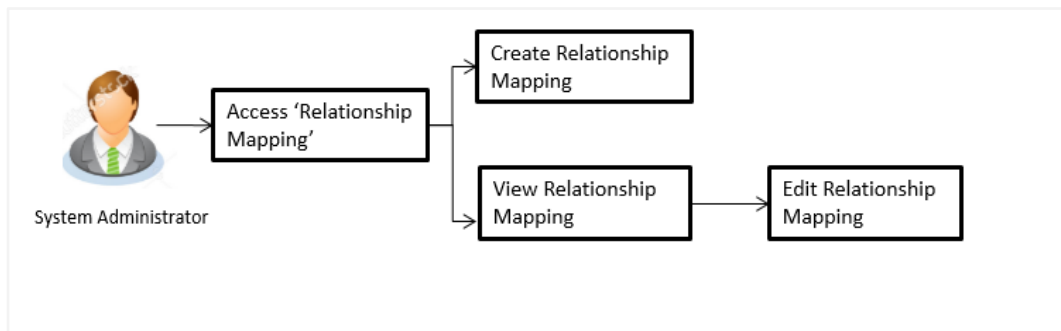 Create Relationship
Mapping
Access ‘Relationship
Mapping’
View Relationship
Mapping
Edit Relationship
Mapping
System Administrator